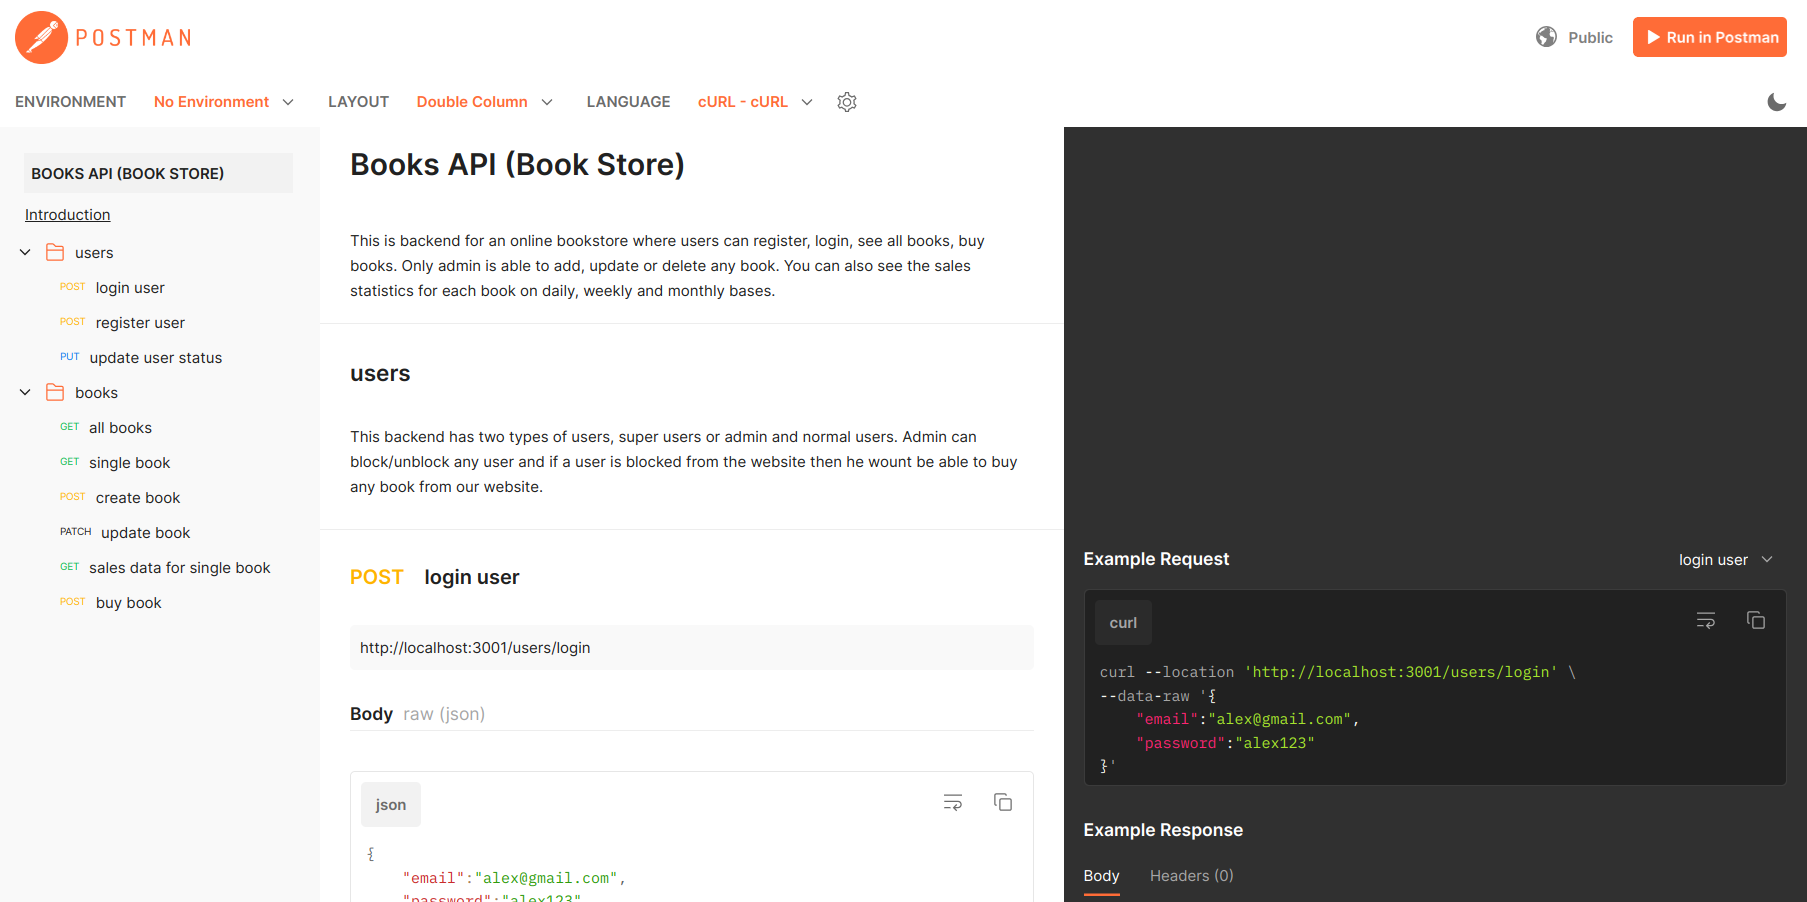 POSTMAN
Public
Run in Postman
ENVIRONMENT No Environment LAYOUT Double Column LANGUAGE cURL - cURL
BOOKS API (BOOK STORE)
Introduction
users
POST login user
POST register user
PUT update user status
books
GET all books
GET single book
POST create book
PATCH update book
GET sales data for single book
POST buy book
Books API (Book Store)
This is backend for an online bookstore where users can register, login, see all books, buy
books. Only admin is able to add, update or delete any book. You can also see the sales
statistics for each book on daily, weekly and monthly bases.
users
This backend has two types of users, super users or admin and normal users. Admin can
block/unblock any user and if a user is blocked from the website then he wount be able to buy
any book from our website.
POST login user
http://localhost:3001/users/login
Body raw (json)
json
{
"email":"alex@gmail.com",
"password":"alex123"
Example Request
login user
curl
curl --location 'http://localhost:3001/users/login' \
--data-raw '{
"email":"alex@gmail.com",
"password":"alex123"
}'
Example Response
Body Headers (0)